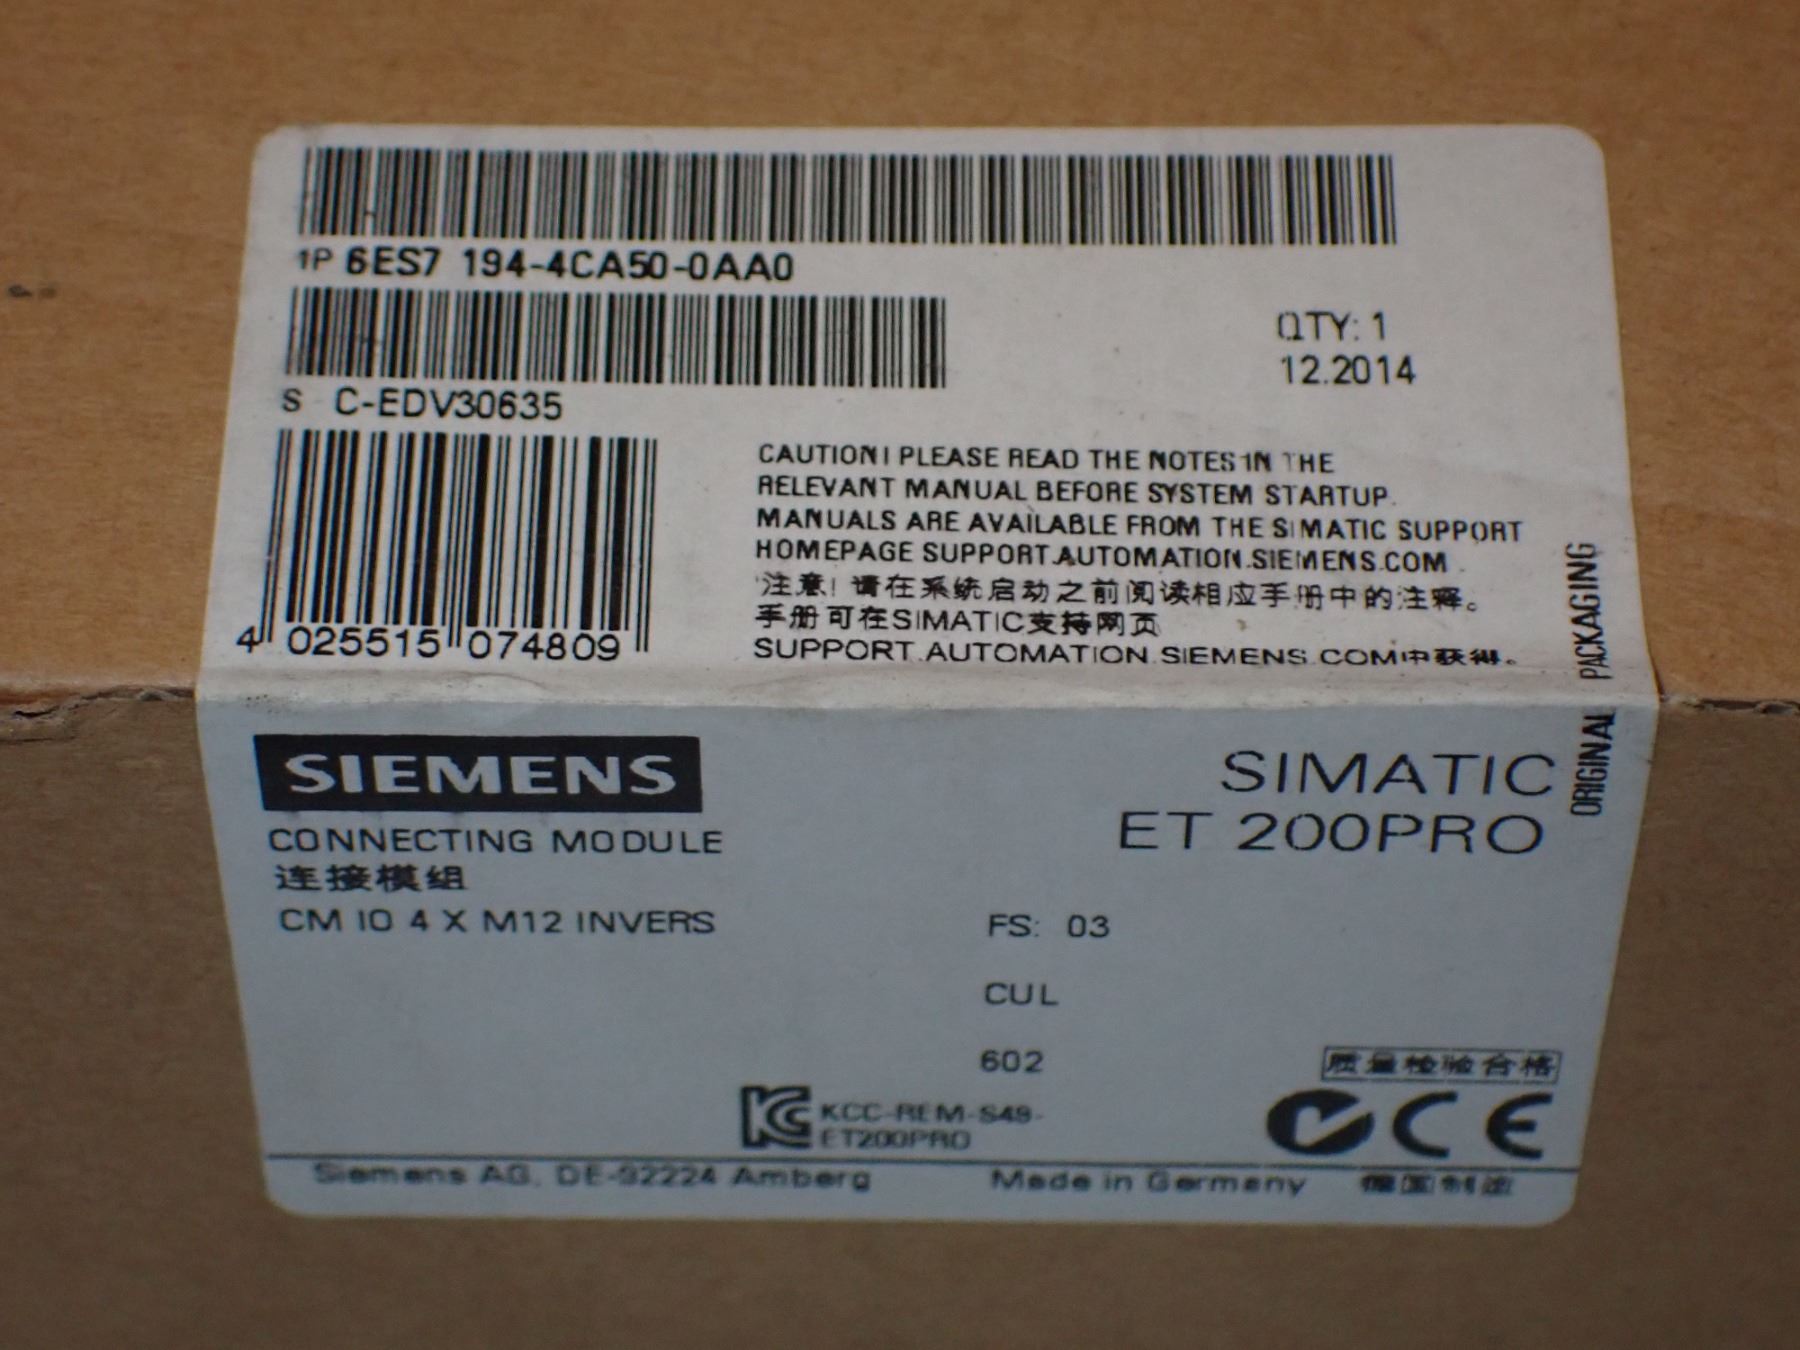 1P 6ES7 194-4CA50-0AA0
QTY: 1
12.2014
S C-EDV30635
4 025515 074809
CAUTION! PLEASE READ THE NOTES IN THE
RELEVANT MANUAL BEFORE SYSTEM STARTUP.
MANUALS ARE AVAILABLE FROM THE SIMATIC SUPPORT
HOMEPAGE SUPPORT.AUTOMATION.SIEMENS.COM.
注意! 请在系统启动之前阅读相应手册中的注释。
手册可在SIMATIC支持网页
SUPPORT.AUTOMATION.SIEMENS.COM中获得。
ORIGINAL PACKAGING
SIEMENS
SIMATIC
ET 200PRO
CONNECTING MODULE
连接模组
CM IO 4 X M12 INVERS
FS: 03
CUL
602
质量检验合格
KCC-REM-S49-
ET200PRO
CE
Siemens AG, DE-92224 Amberg
Made in Germany 德国制造